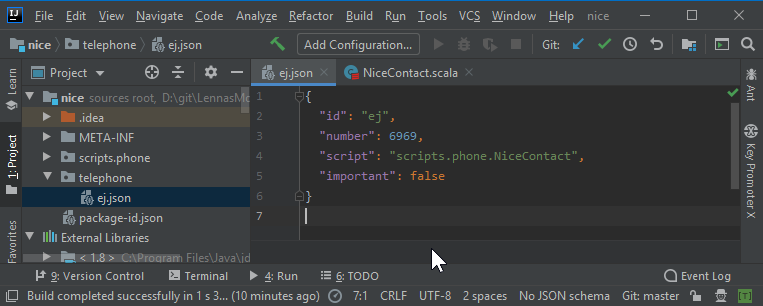 File Edit View Navigate Code Analyze Refactor Build Run Tools VCS Window Help nice
nice telephone ej.json Add Configuration... Git:
Learn
1: Project
Favorites
Project
nice sources root, D:\git\LennasMo
.idea
META-INF
scripts.phone
telephone
ej.json
package-id.json
External Libraries
< 1.8 > C:\Program Files\Java\jd
ej.json NiceContact.scala
1 {
2 "id": "ej",
3 "number": 6969,
4 "script": "scripts.phone.NiceContact",
5 "important": false
6 }
7
Ant
Key Promoter X
9: Version Control Terminal 4: Run 6: TODO Event Log
Build completed successfully in 1 s 3... (10 minutes ago) 7:1 CRLF UTF-8 2 spaces No JSON schema Git: master